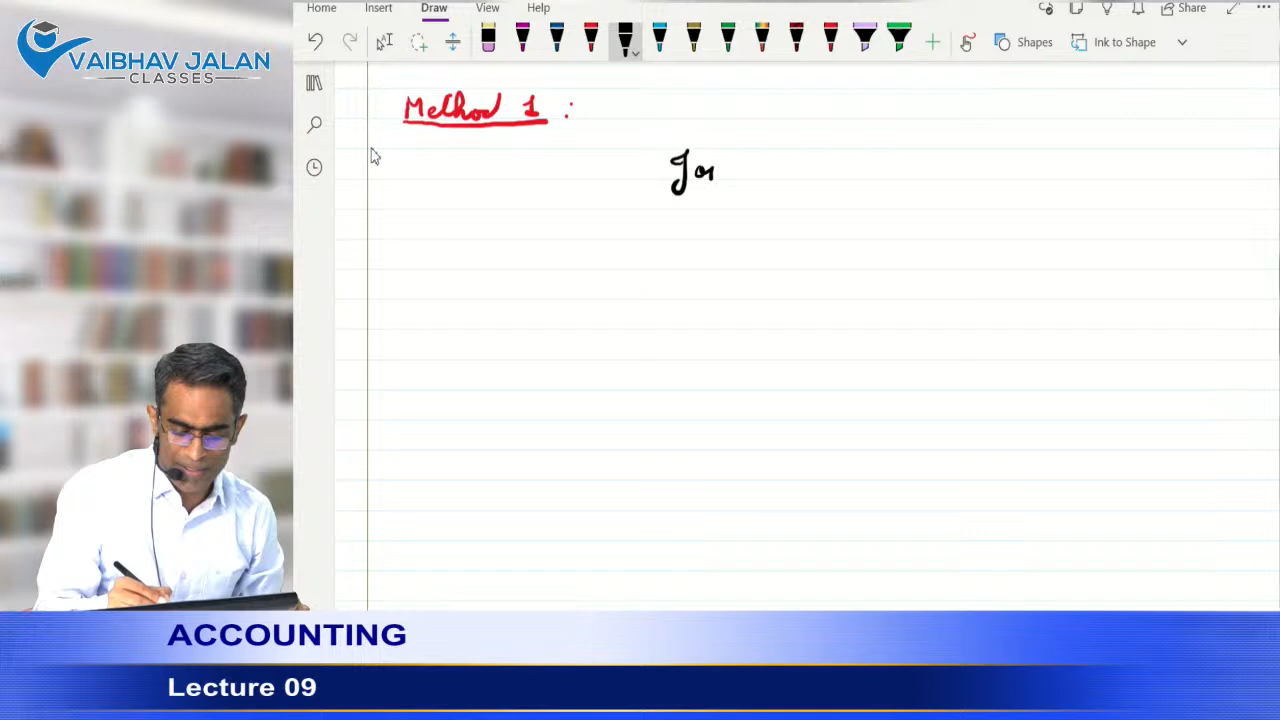 Home Insert Draw View Help
Share
VAIBHAV JALAN
CLASSES
Shapes
Ink to Shape
Method 1 :
Jo
ACCOUNTING
Lecture 09